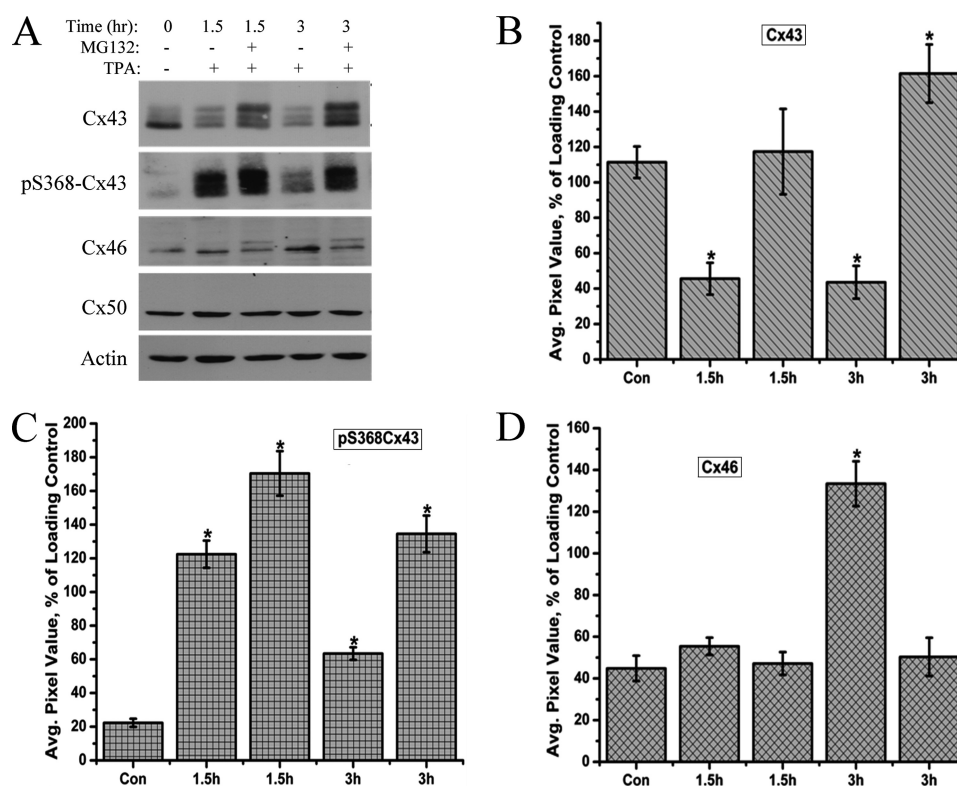 A
Time (hr): 0 1.5 1.5 3 3
MG132: - - + - +
TPA: - + + + +
Cx43
pS368-Cx43
Cx46
Cx50
Actin
B
Cx43
Avg. Pixel Value, % of Loading Control
200
180
160
140
120
100
80
60
40
20
0
* * *
Con 1.5h 1.5h 3h 3h
C
pS368Cx43
Avg. Pixel Value, % of Loading Control
200
180
160
140
120
100
80
60
40
20
0
* * * *
Con 1.5h 1.5h 3h 3h
D
Cx46
Avg. Pixel Value, % of Loading Control
160
140
120
100
80
60
40
20
0
*
Con 1.5h 1.5h 3h 3h